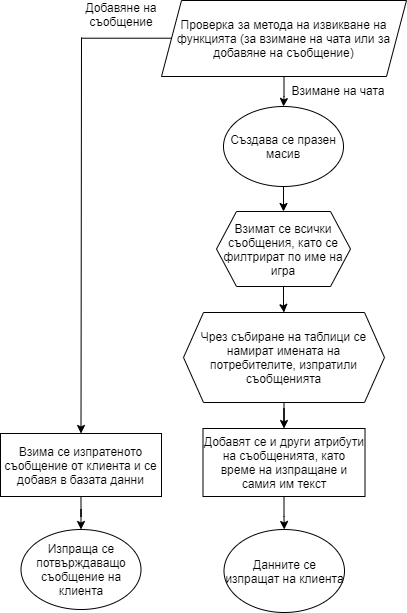 Добавяне на
съобщение
Проверка за метода на извикване на
функцията (за взимане на чата или за
добавяне на съобщение)
Взимане на чата
Създава се празен
масив
Взимат се всички
съобщения, като се
филтрират по име на
игра
Чрез събиране на таблици се
намират имената на
потребителите, изпратили
съобщенията
Взима се изпратеното
съобщение от клиента и се
добавя в базата данни
Добавят се и други атрибути
на съобщенията, като
време на изпращане и
самия им текст
Изпраща се
потвърждаващо
съобщение на
клиента
Данните се
изпращат на клиента